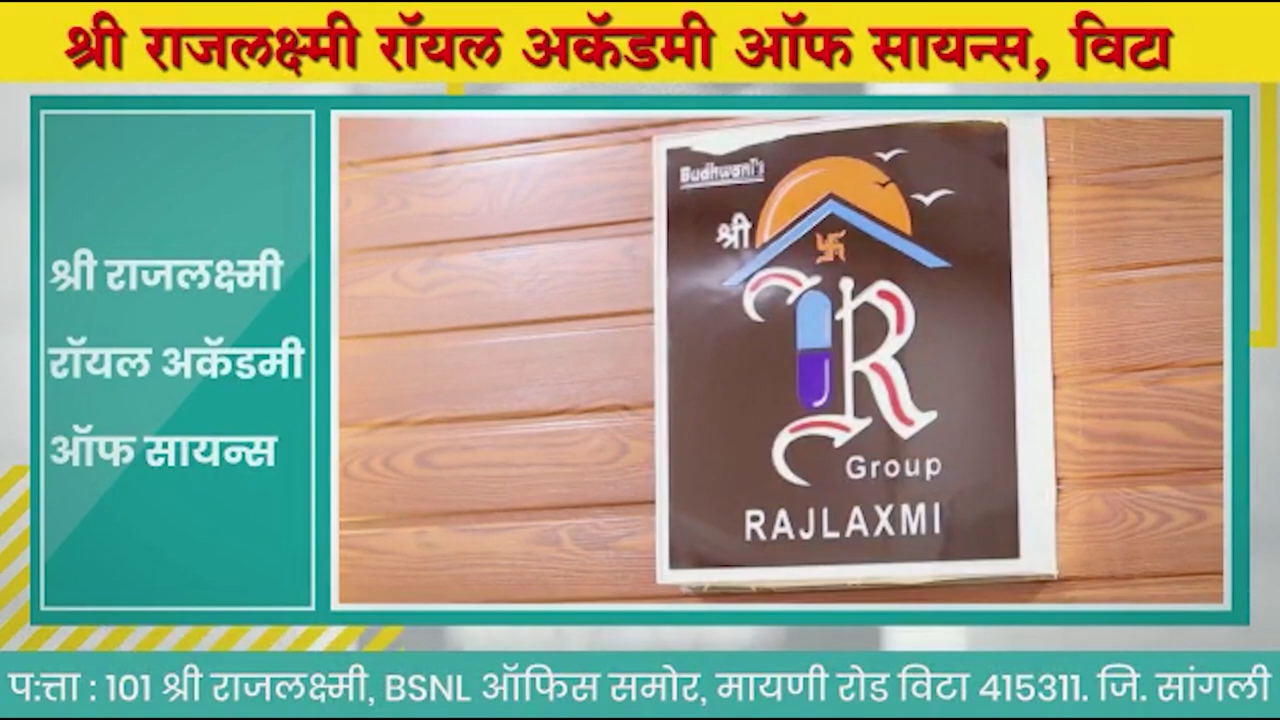 श्री राजलक्ष्मी रॉयल अकॅडमी ऑफ सायन्स, विटा
श्री राजलक्ष्मी
रॉयल अकॅडमी
ऑफ सायन्स
Budhwani's
श्री
R
Group
RAJLAXMI
प:त्ता : 101 श्री राजलक्ष्मी, BSNL ऑफिस समोर, मायणी रोड विटा 415311. जि. सांगली